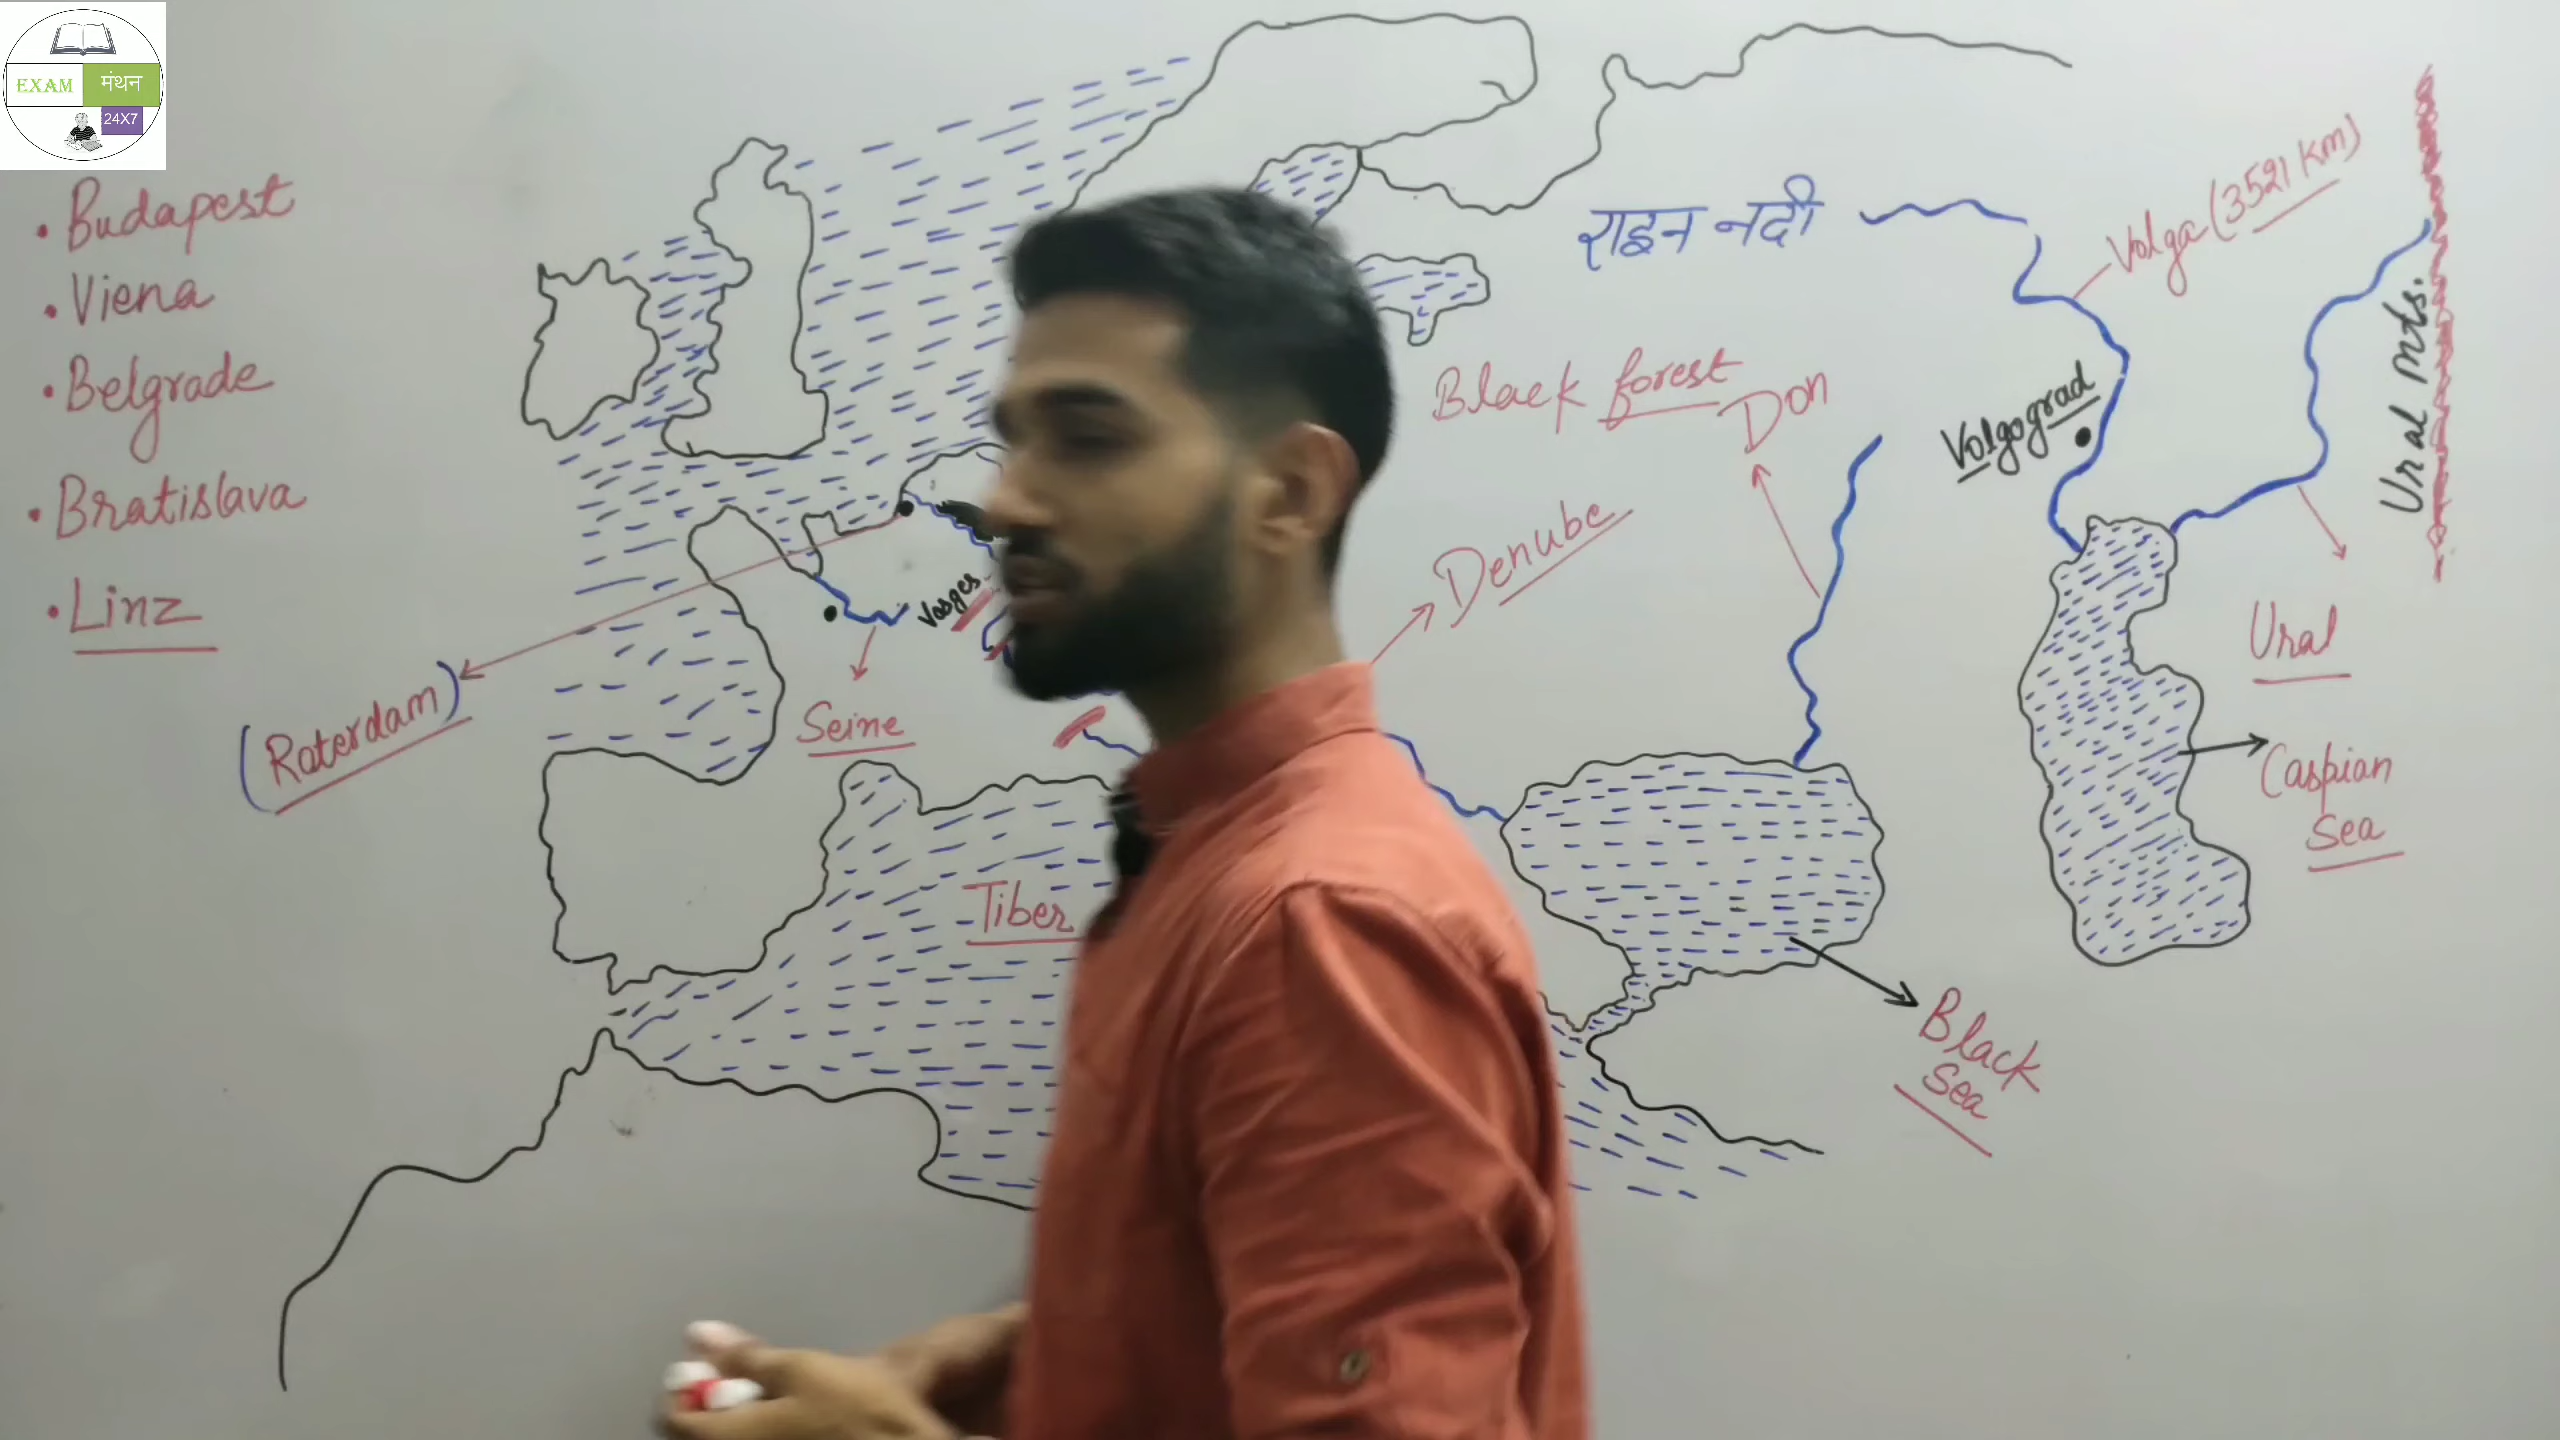 EXAM मंथन
24X7
• Budapest
• Viena
• Belgrade
• Bratislava
• Linz
(Roterdam)
Seine
Vosges
Tiber
राइन नदी
Black forest
Don
Denube
Volga (3521 Km)
Volgograd
Ural Mts.
Ural
Caspian
Sea
Black
Sea